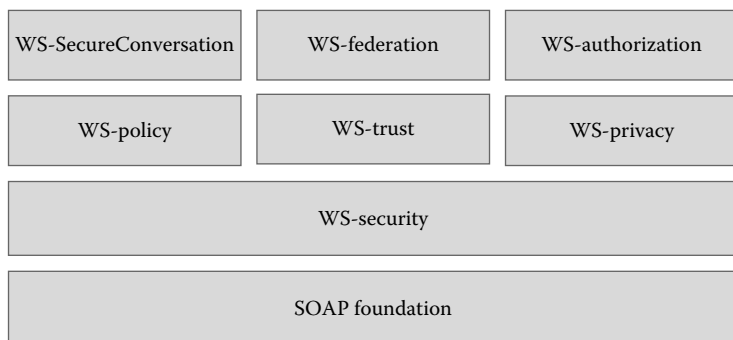 WS-SecureConversation
WS-federation
WS-authorization
WS-policy
WS-trust
WS-privacy
WS-security
SOAP foundation